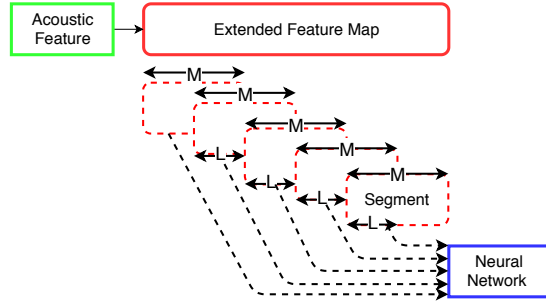 Acoustic
Feature
Extended Feature Map
M
M
M
L
M
L
M
L
Segment
L
Neural
Network